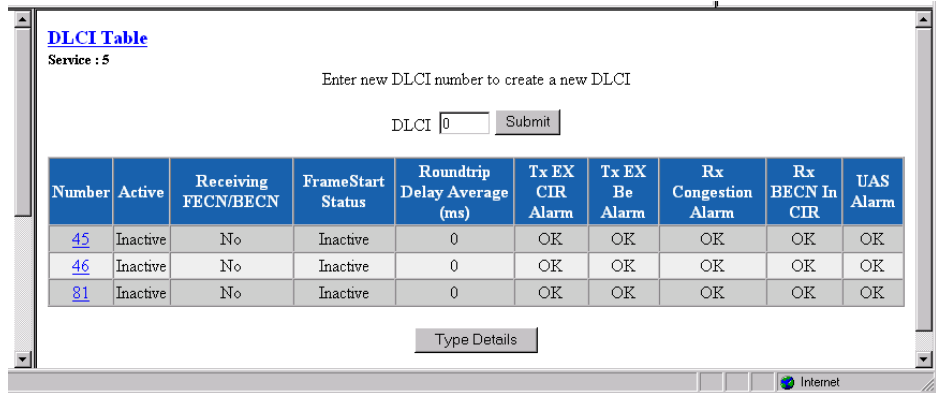 DLCI Table
Service : 5
Enter new DLCI number to create a new DLCI
DLCI 0 Submit
Number Active Receiving FECN/BECN FrameStart Status Roundtrip Delay Average (ms) Tx EX CIR Alarm Tx EX Be Alarm Rx Congestion Alarm Rx BECN In CIR UAS Alarm
45 Inactive No Inactive 0 OK OK OK OK OK
46 Inactive No Inactive 0 OK OK OK OK OK
81 Inactive No Inactive 0 OK OK OK OK OK
Type Details
Internet